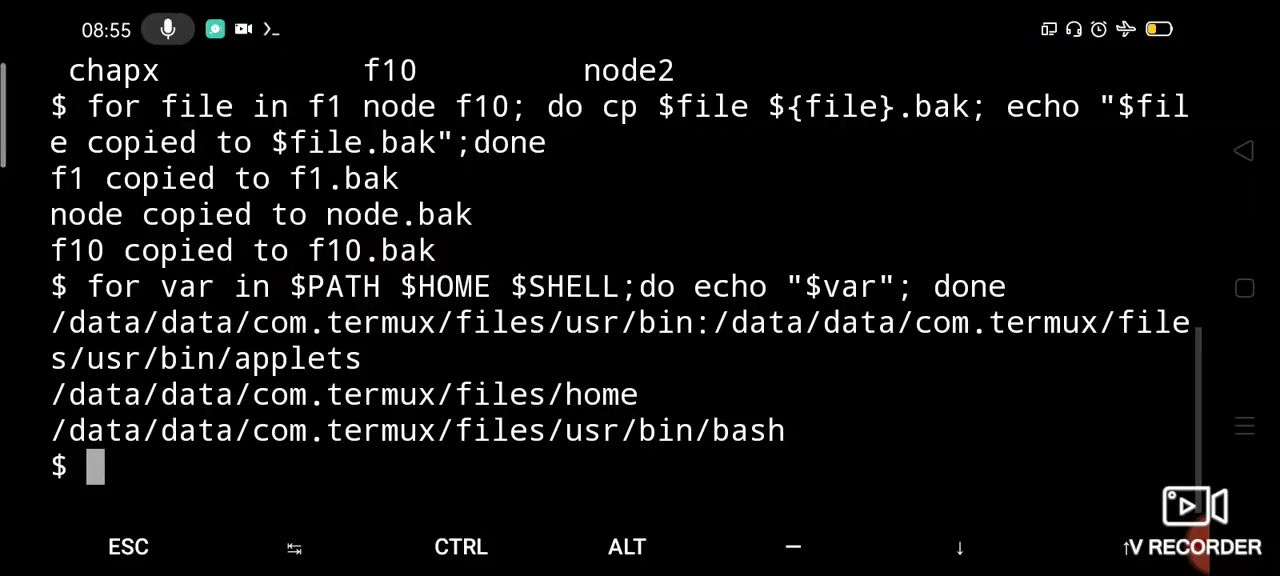 08:55
chapx f10 node2
$ for file in f1 node f10; do cp $file ${file}.bak; echo "$fil
e copied to $file.bak";done
f1 copied to f1.bak
node copied to node.bak
f10 copied to f10.bak
$ for var in $PATH $HOME $SHELL;do echo "$var"; done
/data/data/com.termux/files/usr/bin:/data/data/com.termux/file
s/usr/bin/applets
/data/data/com.termux/files/home
/data/data/com.termux/files/usr/bin/bash
$
ESC ↹ CTRL ALT — ↓ ↑
V RECORDER